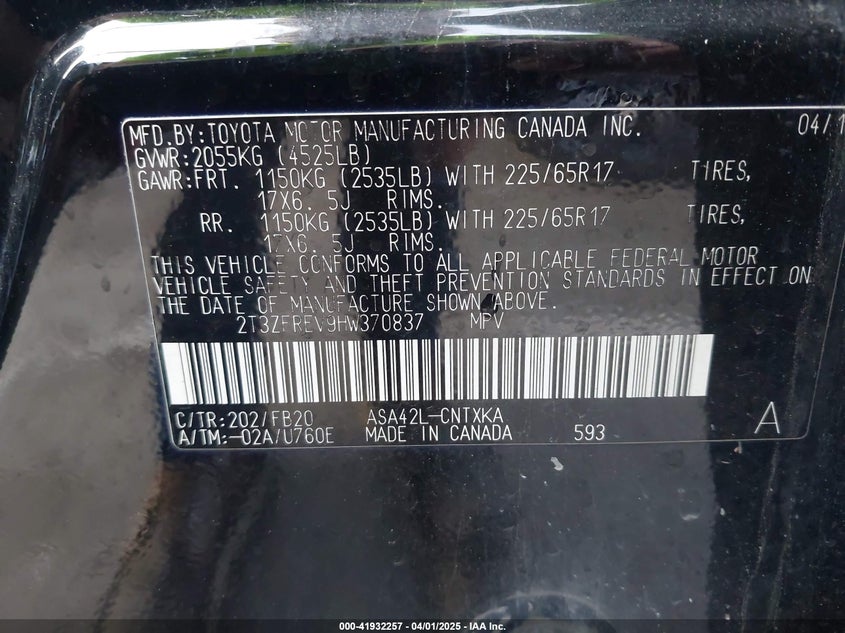 MFD.BY:TOYOTA MOTOR MANUFACTURING CANADA INC. 04/1
GVWR:2055KG (4525LB)
GAWR:FRT. 1150KG (2535LB) WITH 225/65R17 TIRES,
17X6. 5J RIMS.
RR. 1150KG (2535LB) WITH 225/65R17 TIRES,
17X6. 5J RIMS.
THIS VEHICLE CONFORMS TO ALL APPLICABLE FEDERAL MOTOR
VEHICLE SAFETY AND THEFT PREVENTION STANDARDS IN EFFECT ON
THE DATE OF MANUFACTURE SHOWN ABOVE.
2T3ZFREV9HW370837 MPV
C/TR:202/FB20 ASA42L-CNTXKA
A/TM:-02A/U760E MADE IN CANADA 593 A
000-41932257 - 04/01/2025 - IAA Inc.